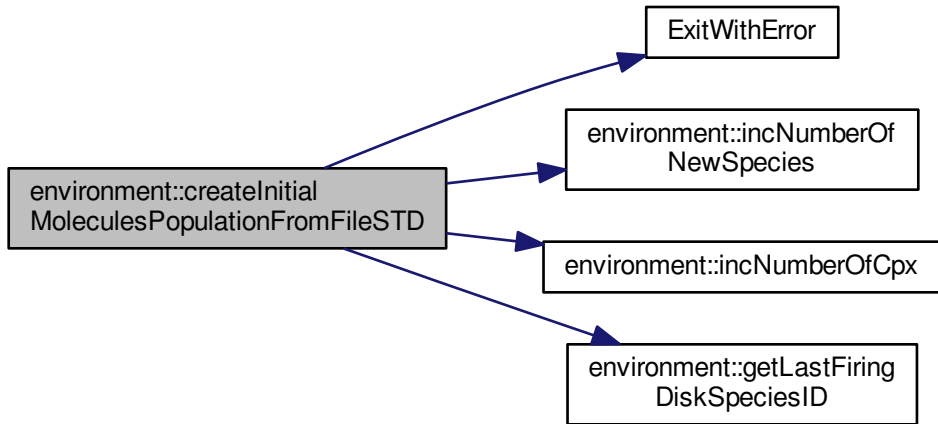 environment::createInitial
MoleculesPopulationFromFileSTD
ExitWithError
environment::incNumberOf
NewSpecies
environment::incNumberOfCpx
environment::getLastFiring
DiskSpeciesID